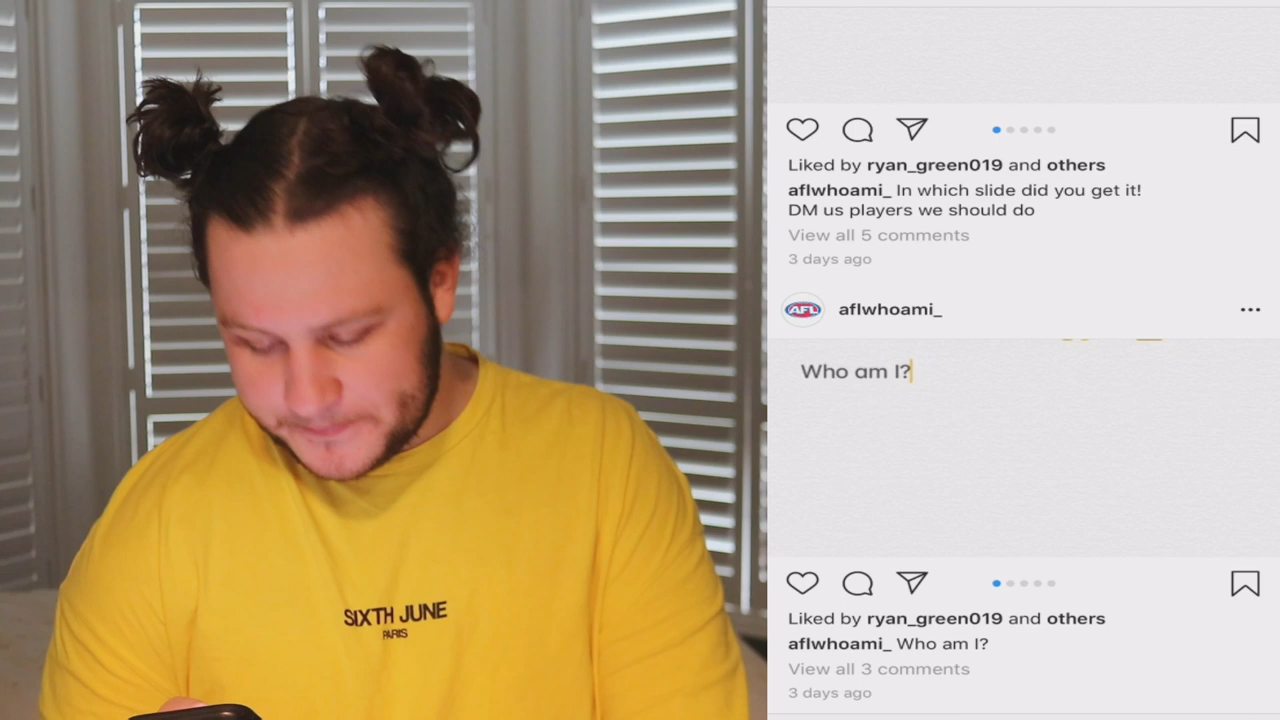 SIXTH JUNE
PARIS
Liked by ryan_green019 and others
aflwhoami_ In which slide did you get it!
DM us players we should do
View all 5 comments
3 days ago
AFL
aflwhoami_
Who am I?
Liked by ryan_green019 and others
aflwhoami_ Who am I?
View all 3 comments
3 days ago